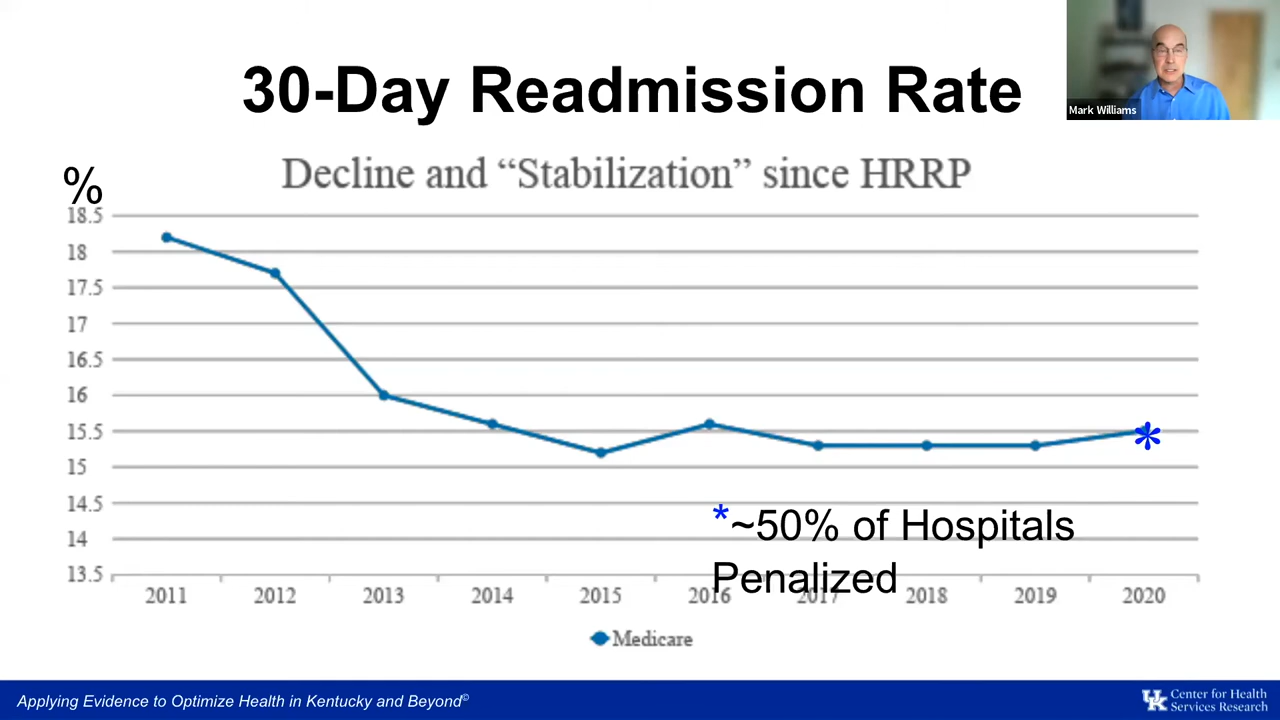 30-Day Readmission Rate
Mark Williams
Decline and “Stabilization” since HRRP
%
18.5
18
17.5
17
16.5
16
15.5
15
14.5
14
13.5
*
*~50% of Hospitals
Penalized
2011 2012 2013 2014 2015 2016 2017 2018 2019 2020
Medicare
Applying Evidence to Optimize Health in Kentucky and Beyond©
UK Center for Health
Services Research